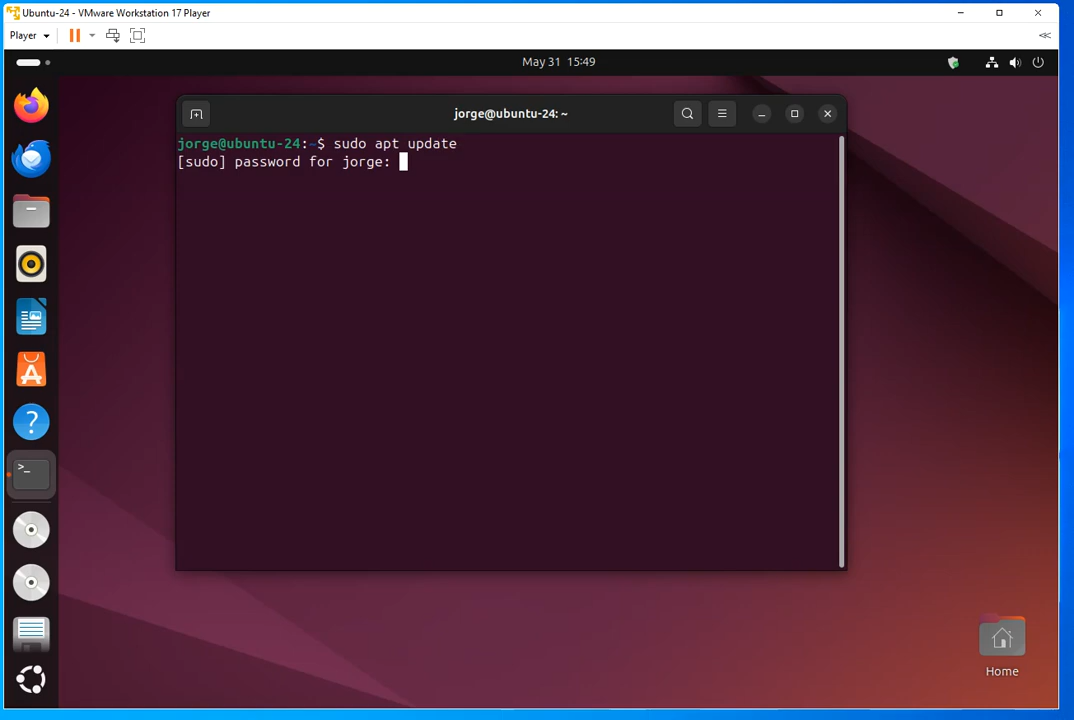 Ubuntu-24 - VMware Workstation 17 Player
Player
May 31 15:49
jorge@ubuntu-24: ~
jorge@ubuntu-24:~$ sudo apt update
[sudo] password for jorge:
Home